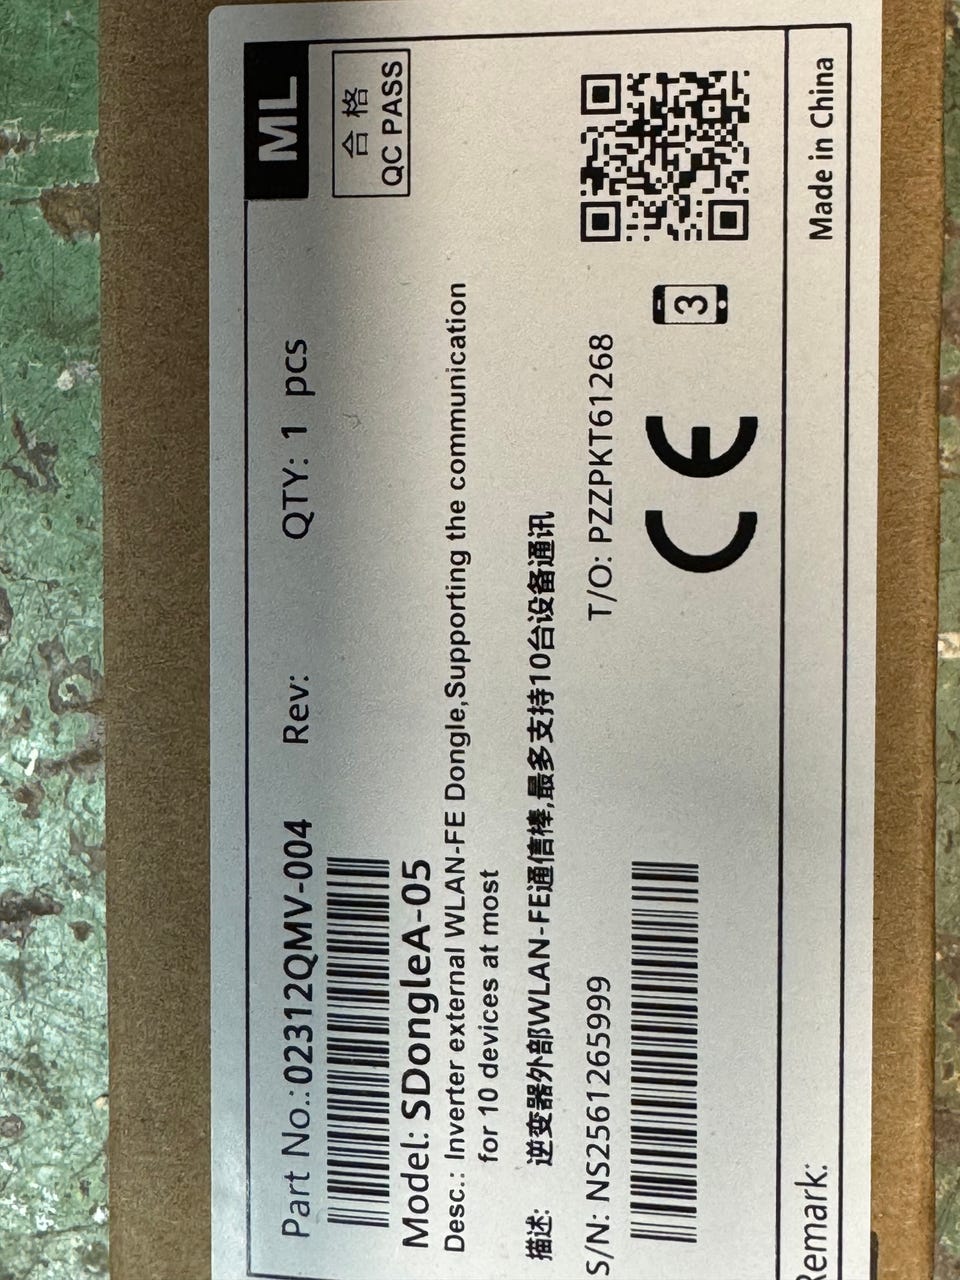 ML
合格
QC PASS
Part No.: 02312QMV-004 Rev: QTY: 1 pcs
Model: SDongleA-05
Desc.: Inverter external WLAN-FE Dongle,Supporting the communication
for 10 devices at most
描述: 逆变器外部WLAN-FE通信棒,最多支持10台设备通讯
S/N: NS2561265999 T/O: PZZPKT61268
CE
3
Remark: Made in China